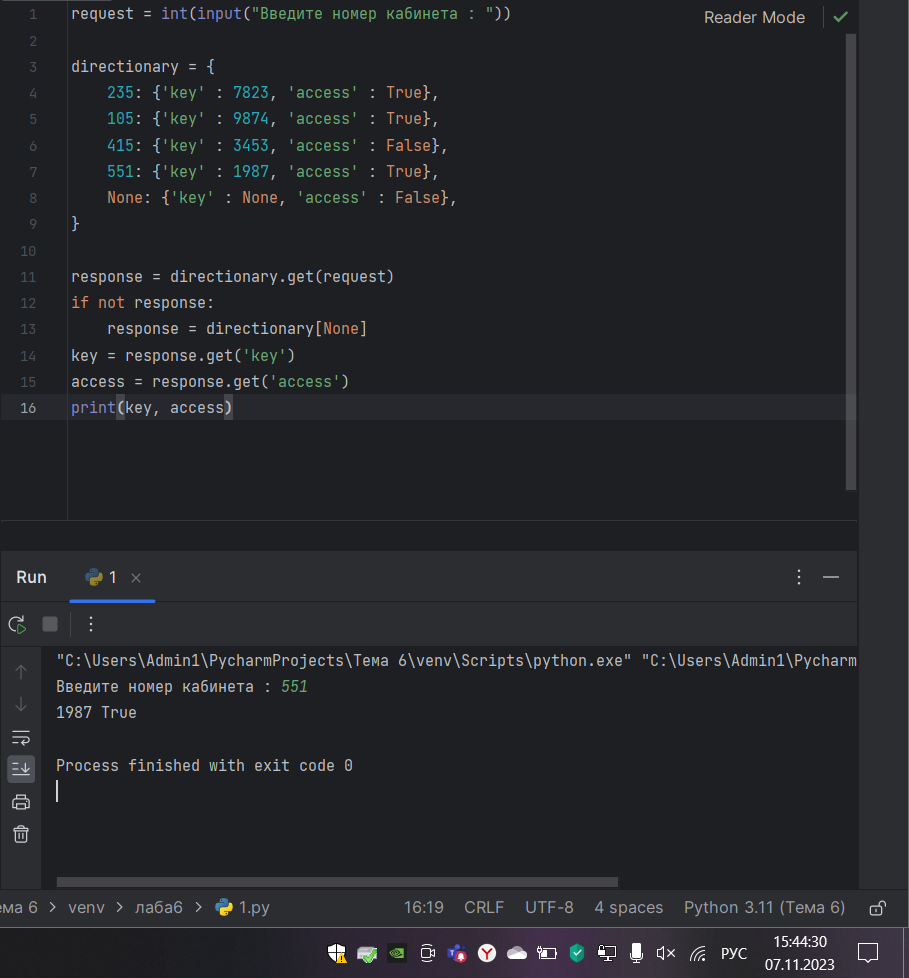 1 request = int(input("Введите номер кабинета : "))
Reader Mode
2
3 directionary = {
4     235: {'key' : 7823, 'access' : True},
5     105: {'key' : 9874, 'access' : True},
6     415: {'key' : 3453, 'access' : False},
7     551: {'key' : 1987, 'access' : True},
8     None: {'key' : None, 'access' : False},
9 }
10
11 response = directionary.get(request)
12 if not response:
13     response = directionary[None]
14 key = response.get('key')
15 access = response.get('access')
16 print(key, access)
Run 1
"C:\Users\Admin1\PycharmProjects\Тема 6\venv\Scripts\python.exe" "C:\Users\Admin1\Pycharm
Введите номер кабинета : 551
1987 True
Process finished with exit code 0
ема 6 > venv > лаба6 > 1.py 16:19 CRLF UTF-8 4 spaces Python 3.11 (Тема 6)
РУС
15:44:30
07.11.2023